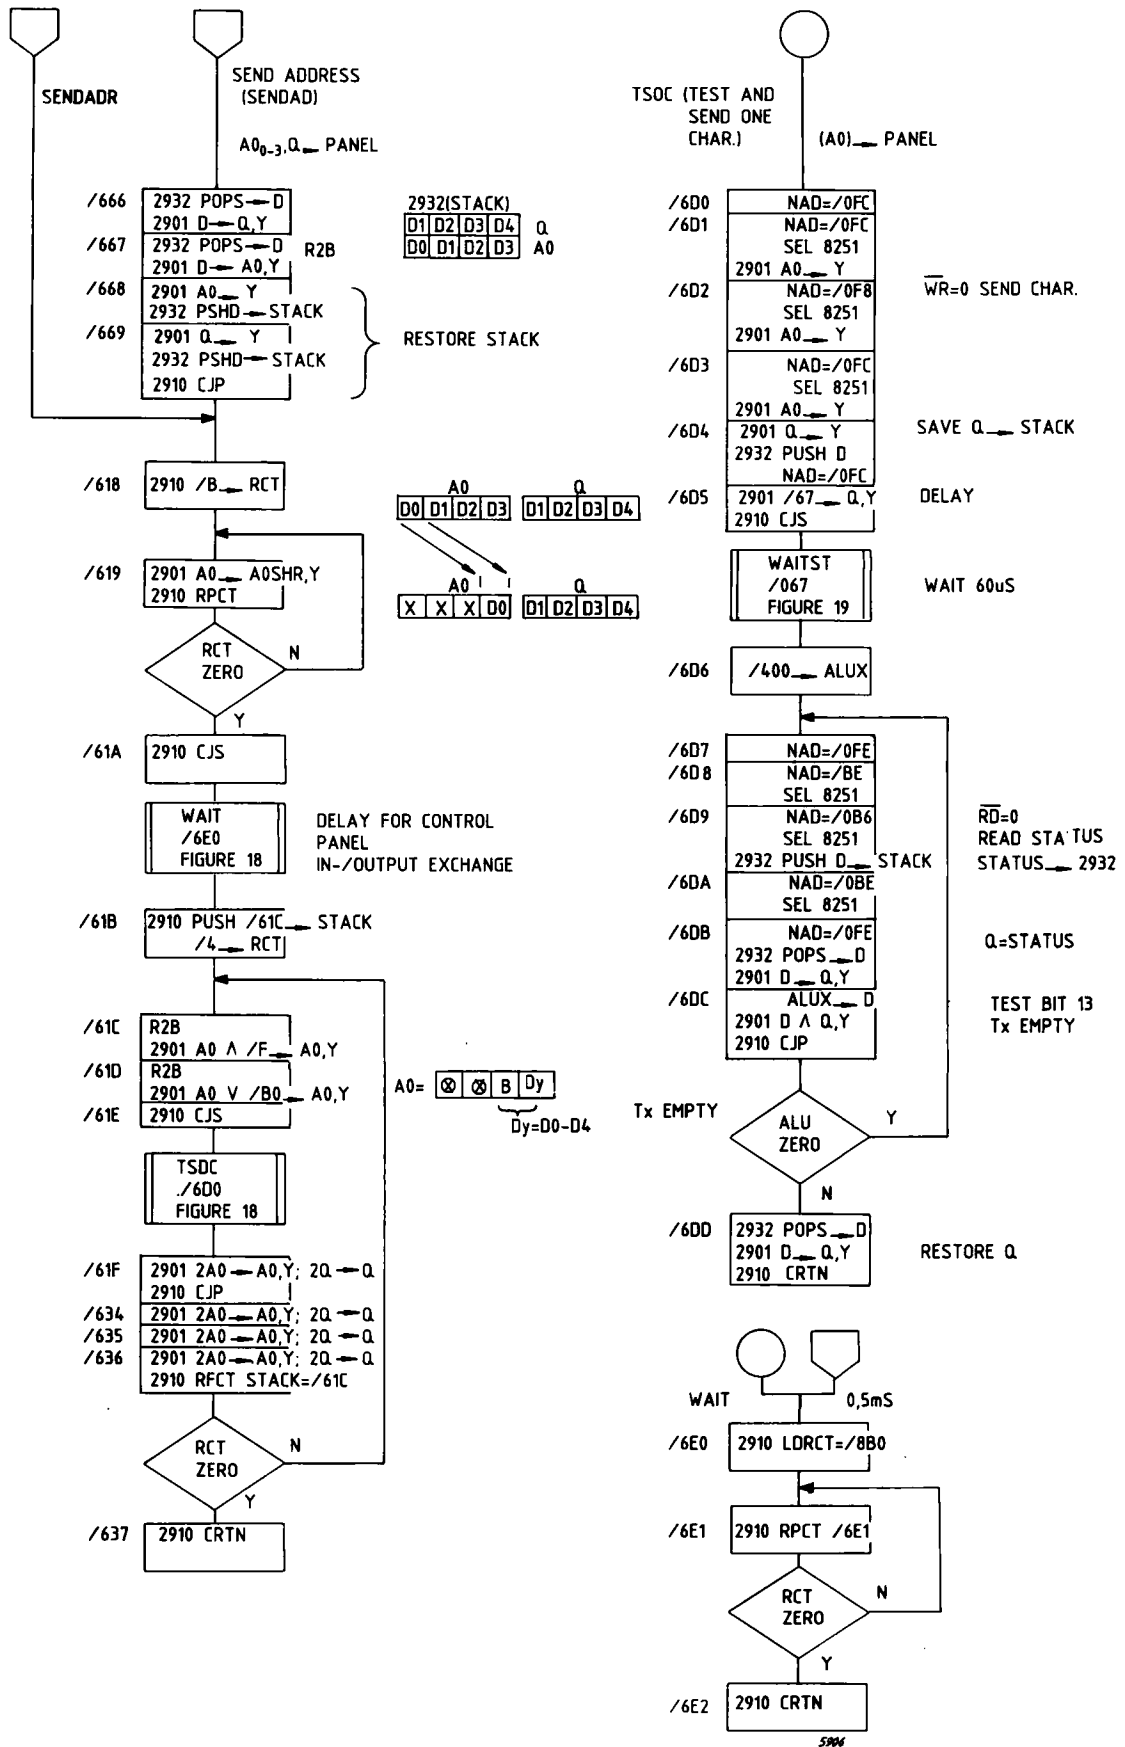 SENDADR
SEND ADDRESS
(SENDAD)
A0₀₋₃,Q → PANEL
/666 2932 POPS → D
2901 D → Q,Y
/667 2932 POPS → D R2B
2901 D → A0,Y
/668 2901 A0 → Y
2932 PSHD → STACK
/669 2901 Q → Y
2932 PSHD → STACK
2910 CJP
RESTORE STACK
2932(STACK)
D1 D2 D3 D4 Q
D0 D1 D2 D3 A0
/618 2910 /B → RCT
A0 Q
D0 D1 D2 D3 D1 D2 D3 D4
/619 2901 A0 → A0SHR,Y
2910 RPCT
A0 Q
X X X D0 D1 D2 D3 D4
RCT
ZERO
N
Y
/61A 2910 CJS
WAIT
/6E0
FIGURE 18
DELAY FOR CONTROL
PANEL
IN-/OUTPUT EXCHANGE
/61B 2910 PUSH /61C → STACK
/4 → RCT
/61C R2B
2901 A0 Λ /F → A0,Y
/61D R2B
2901 A0 V /B0 → A0,Y
/61E 2910 CJS
A0= X X B Dy
Dy=D0-D4
TSDC
./6D0
FIGURE 18
/61F 2901 2A0 → A0,Y; 2Q → Q
2910 CJP
/634 2901 2A0 → A0,Y; 2Q → Q
/635 2901 2A0 → A0,Y; 2Q → Q
/636 2901 2A0 → A0,Y; 2Q → Q
2910 RFCT STACK=/61C
RCT
ZERO
N
Y
/637 2910 CRTN
TSOC (TEST AND
SEND ONE
CHAR.)
(A0) → PANEL
/6D0 NAD=/0FC
/6D1 NAD=/0FC
SEL 8251
2901 A0 → Y
/6D2 NAD=/0F8
SEL 8251
2901 A0 → Y
W̅R̅=0 SEND CHAR.
/6D3 NAD=/0FC
SEL 8251
2901 A0 → Y
/6D4 2901 Q → Y
2932 PUSH D
NAD=/0FC
SAVE Q → STACK
/6D5 2901 /67 → Q,Y
2910 CJS
DELAY
WAITST
/067
FIGURE 19
WAIT 60uS
/6D6 /400 → ALUX
/6D7 NAD=/0FE
/6D8 NAD=/BE
SEL 8251
/6D9 NAD=/0B6
SEL 8251
2932 PUSH D → STACK
R̅D̅=0
READ STATUS
STATUS → 2932
/6DA NAD=/0BE
SEL 8251
/6DB NAD=/0FE
2932 POPS → D
2901 D → Q,Y
Q=STATUS
/6DC ALUX → D
2901 D Λ Q,Y
2910 CJP
TEST BIT 13
Tx EMPTY
Tx EMPTY
ALU
ZERO
Y
N
/6DD 2932 POPS → D
2901 D → Q,Y
2910 CRTN
RESTORE Q
WAIT 0,5mS
/6E0 2910 LDRCT=/8B0
/6E1 2910 RPCT /6E1
RCT
ZERO
N
Y
/6E2 2910 CRTN
5906